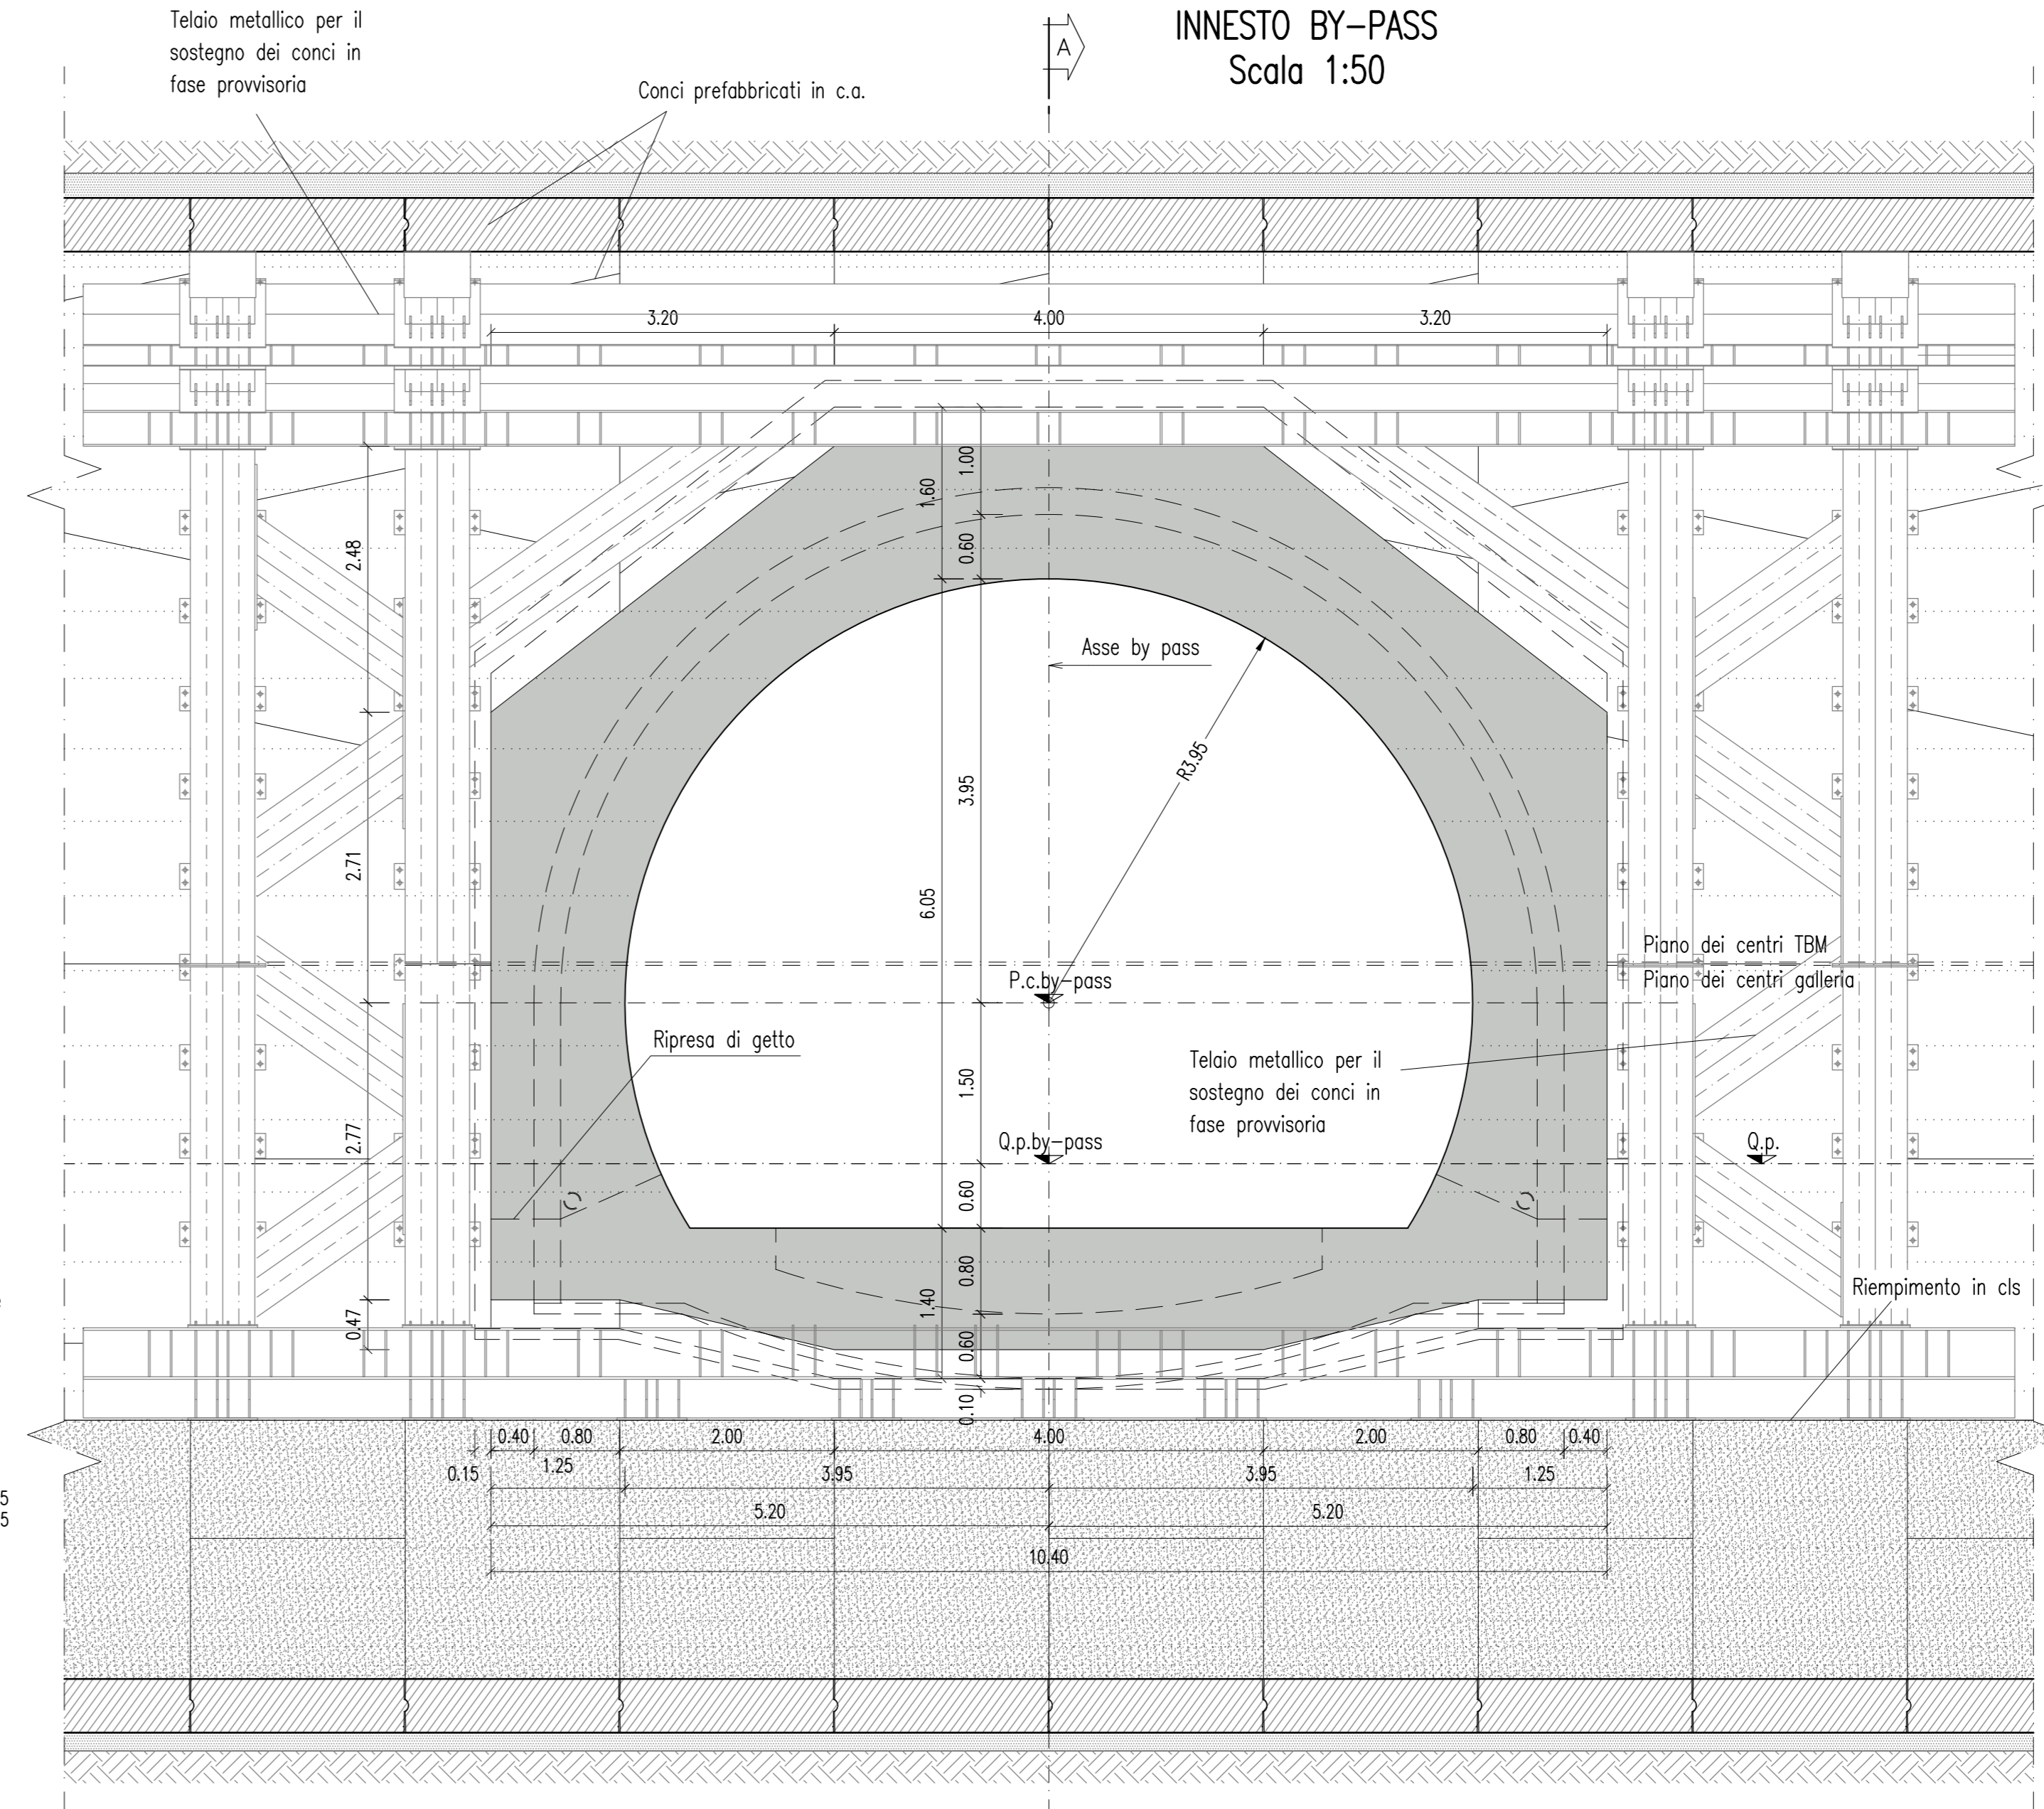 INNESTO BY-PASS
Scala 1:50
A
Telaio metallico per il
sostegno dei conci in
fase provvisoria
Conci prefabbricati in c.a.
3.20
4.00
3.20
1.00
1.60
0.60
2.48
Asse by pass
R3.95
3.95
2.71
6.05
Piano dei centri TBM
Piano dei centri galleria
P.c.by-pass
Ripresa di getto
Telaio metallico per il
sostegno dei conci in
fase provvisoria
1.50
2.77
Q.p.by-pass
Q.p.
0.60
0.80
1.40
0.47
0.60
0.10
Riempimento in cls
0.40
0.80
2.00
4.00
2.00
0.80
0.40
0.15
1.25
3.95
3.95
1.25
5.20
5.20
10.40
5
5